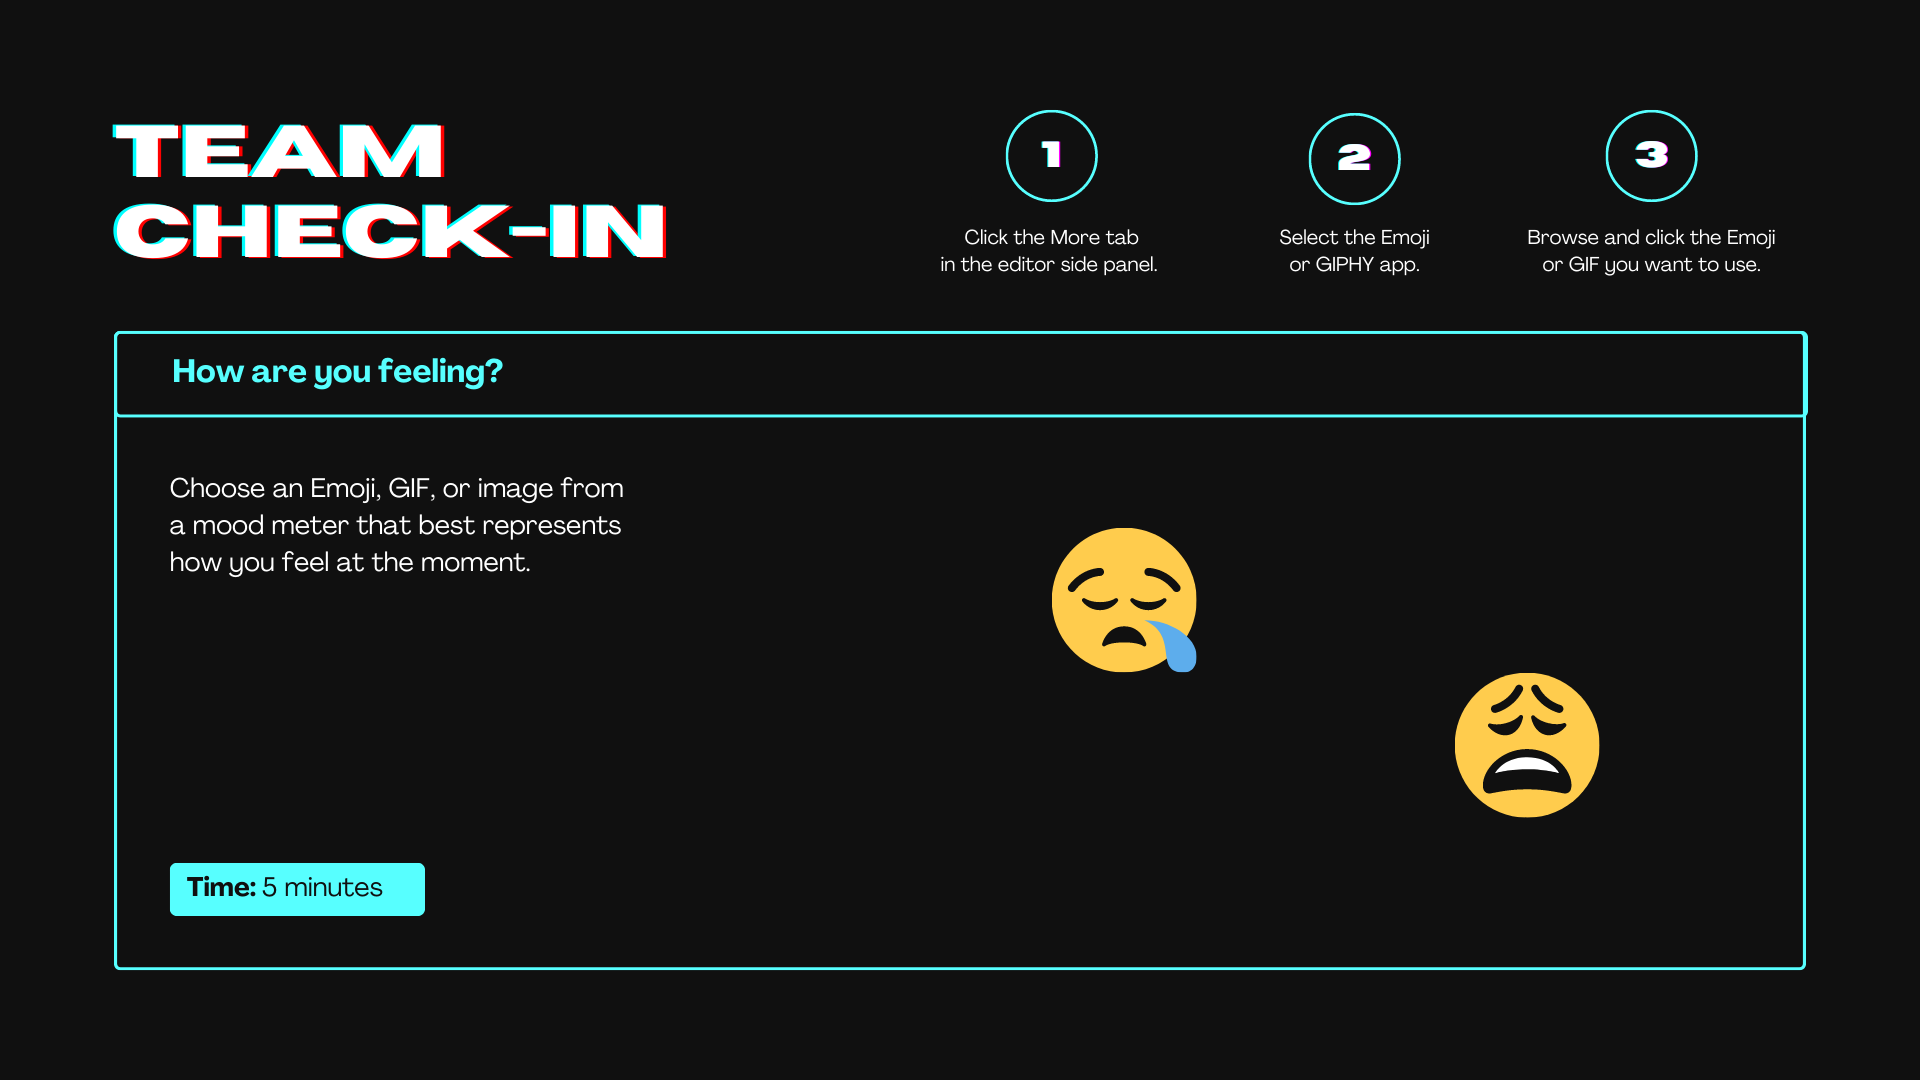 TEAM
CHECK-IN
1
Click the More tab
in the editor side panel.
2
Select the Emoji
or GIPHY app.
3
Browse and click the Emoji
or GIF you want to use.
How are you feeling?
Choose an Emoji, GIF, or image from
a mood meter that best represents
how you feel at the moment.
Time: 5 minutes